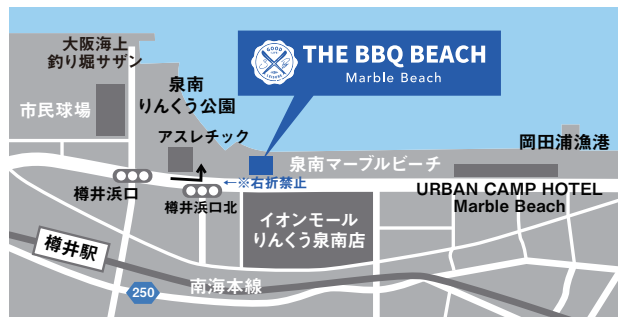 大阪海上
釣り堀サザン
市民球場
泉南
りんくう公園
アスレチック
THE BBQ BEACH
Marble Beach
岡田浦漁港
泉南マーブルビーチ
←※右折禁止
樽井浜口
樽井浜口北
URBAN CAMP HOTEL
Marble Beach
イオンモール
りんくう泉南店
樽井駅
南海本線
250